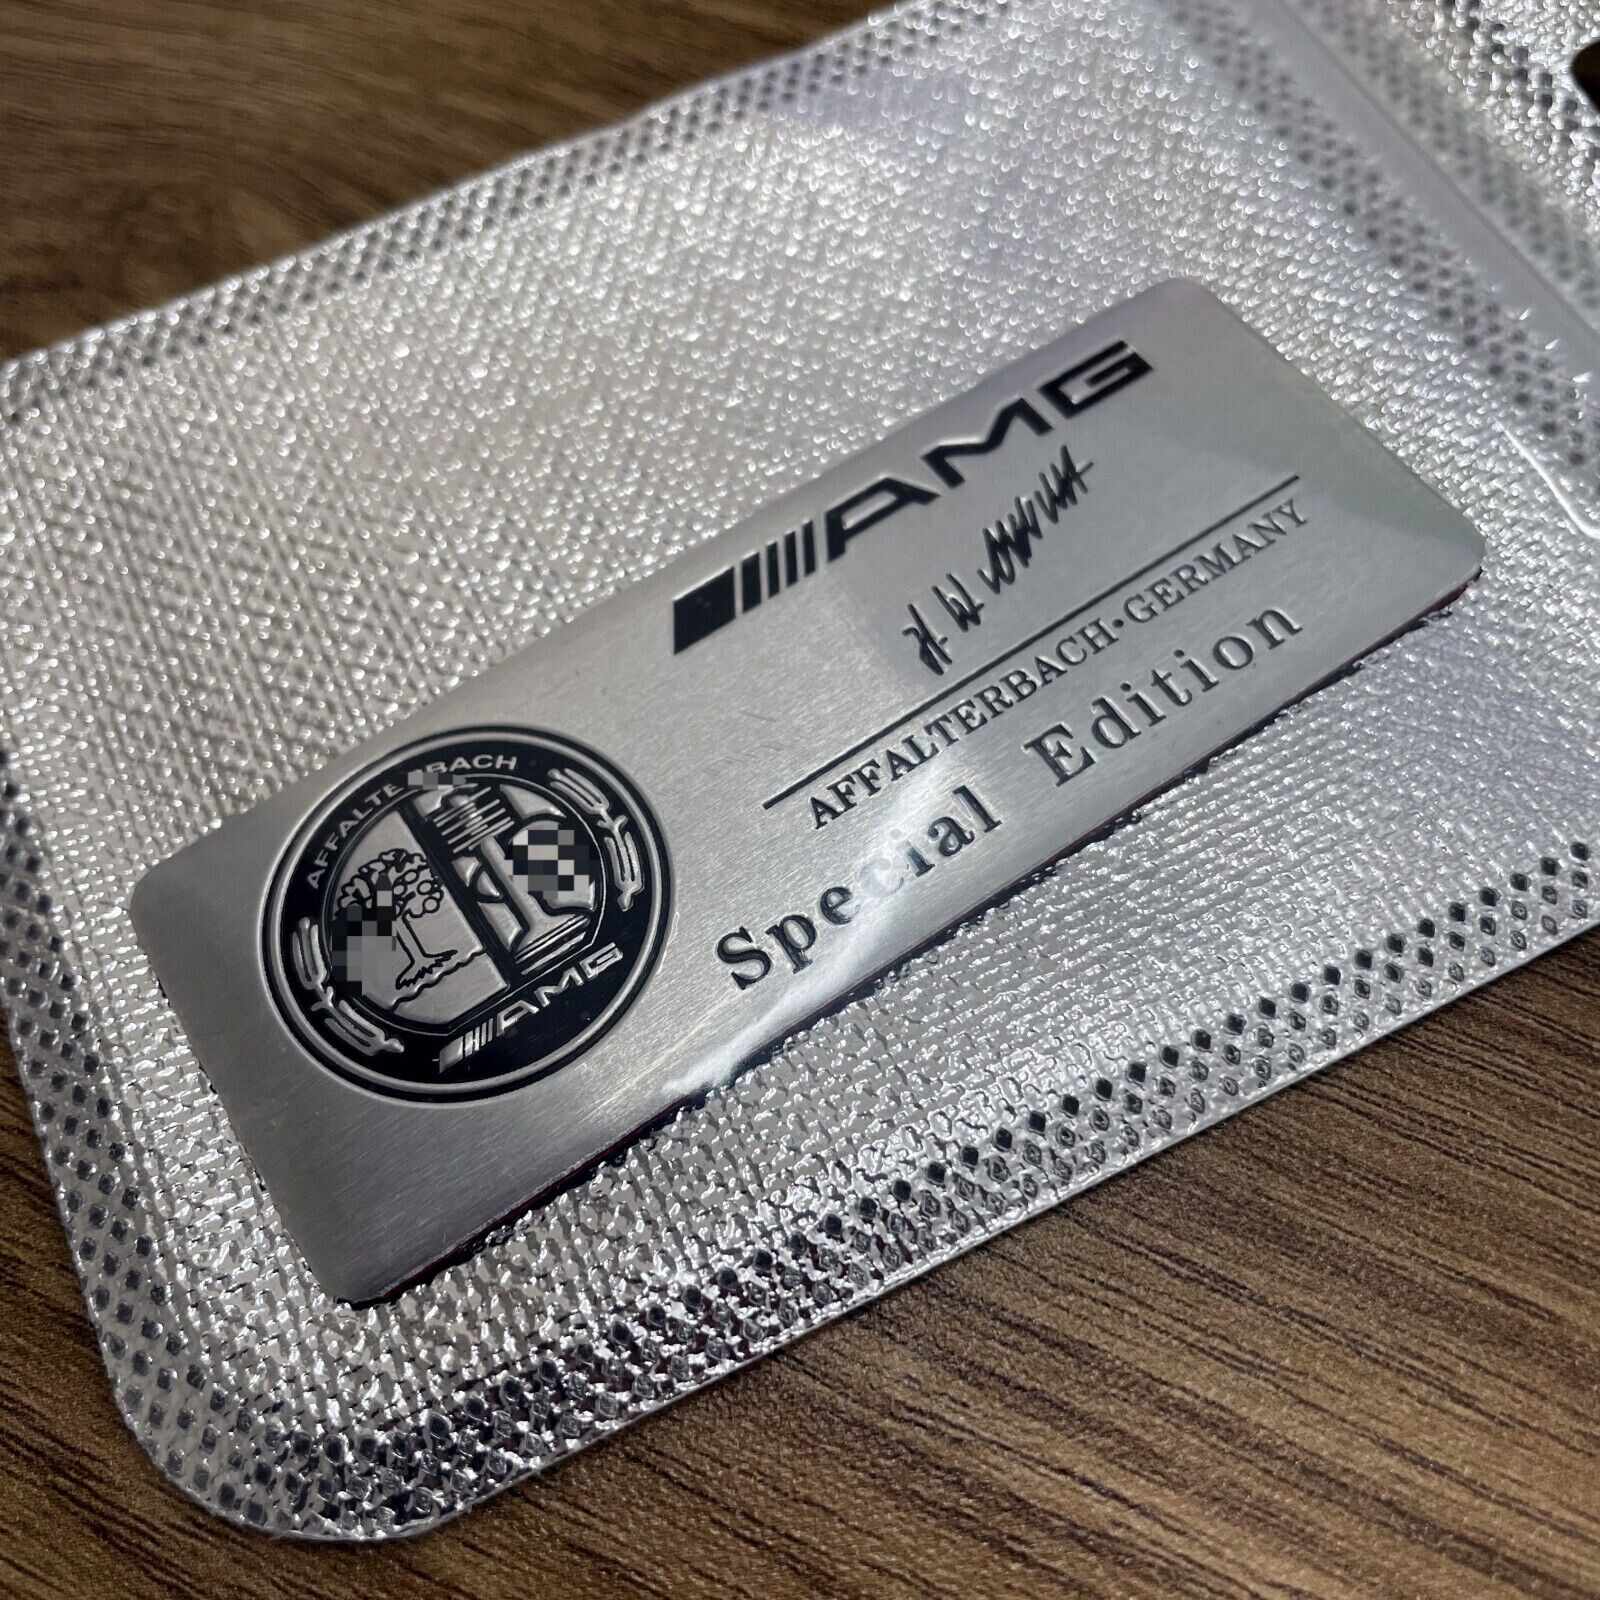 AMG
AFFALTERBACH·GERMANY
Special Edition
AMG